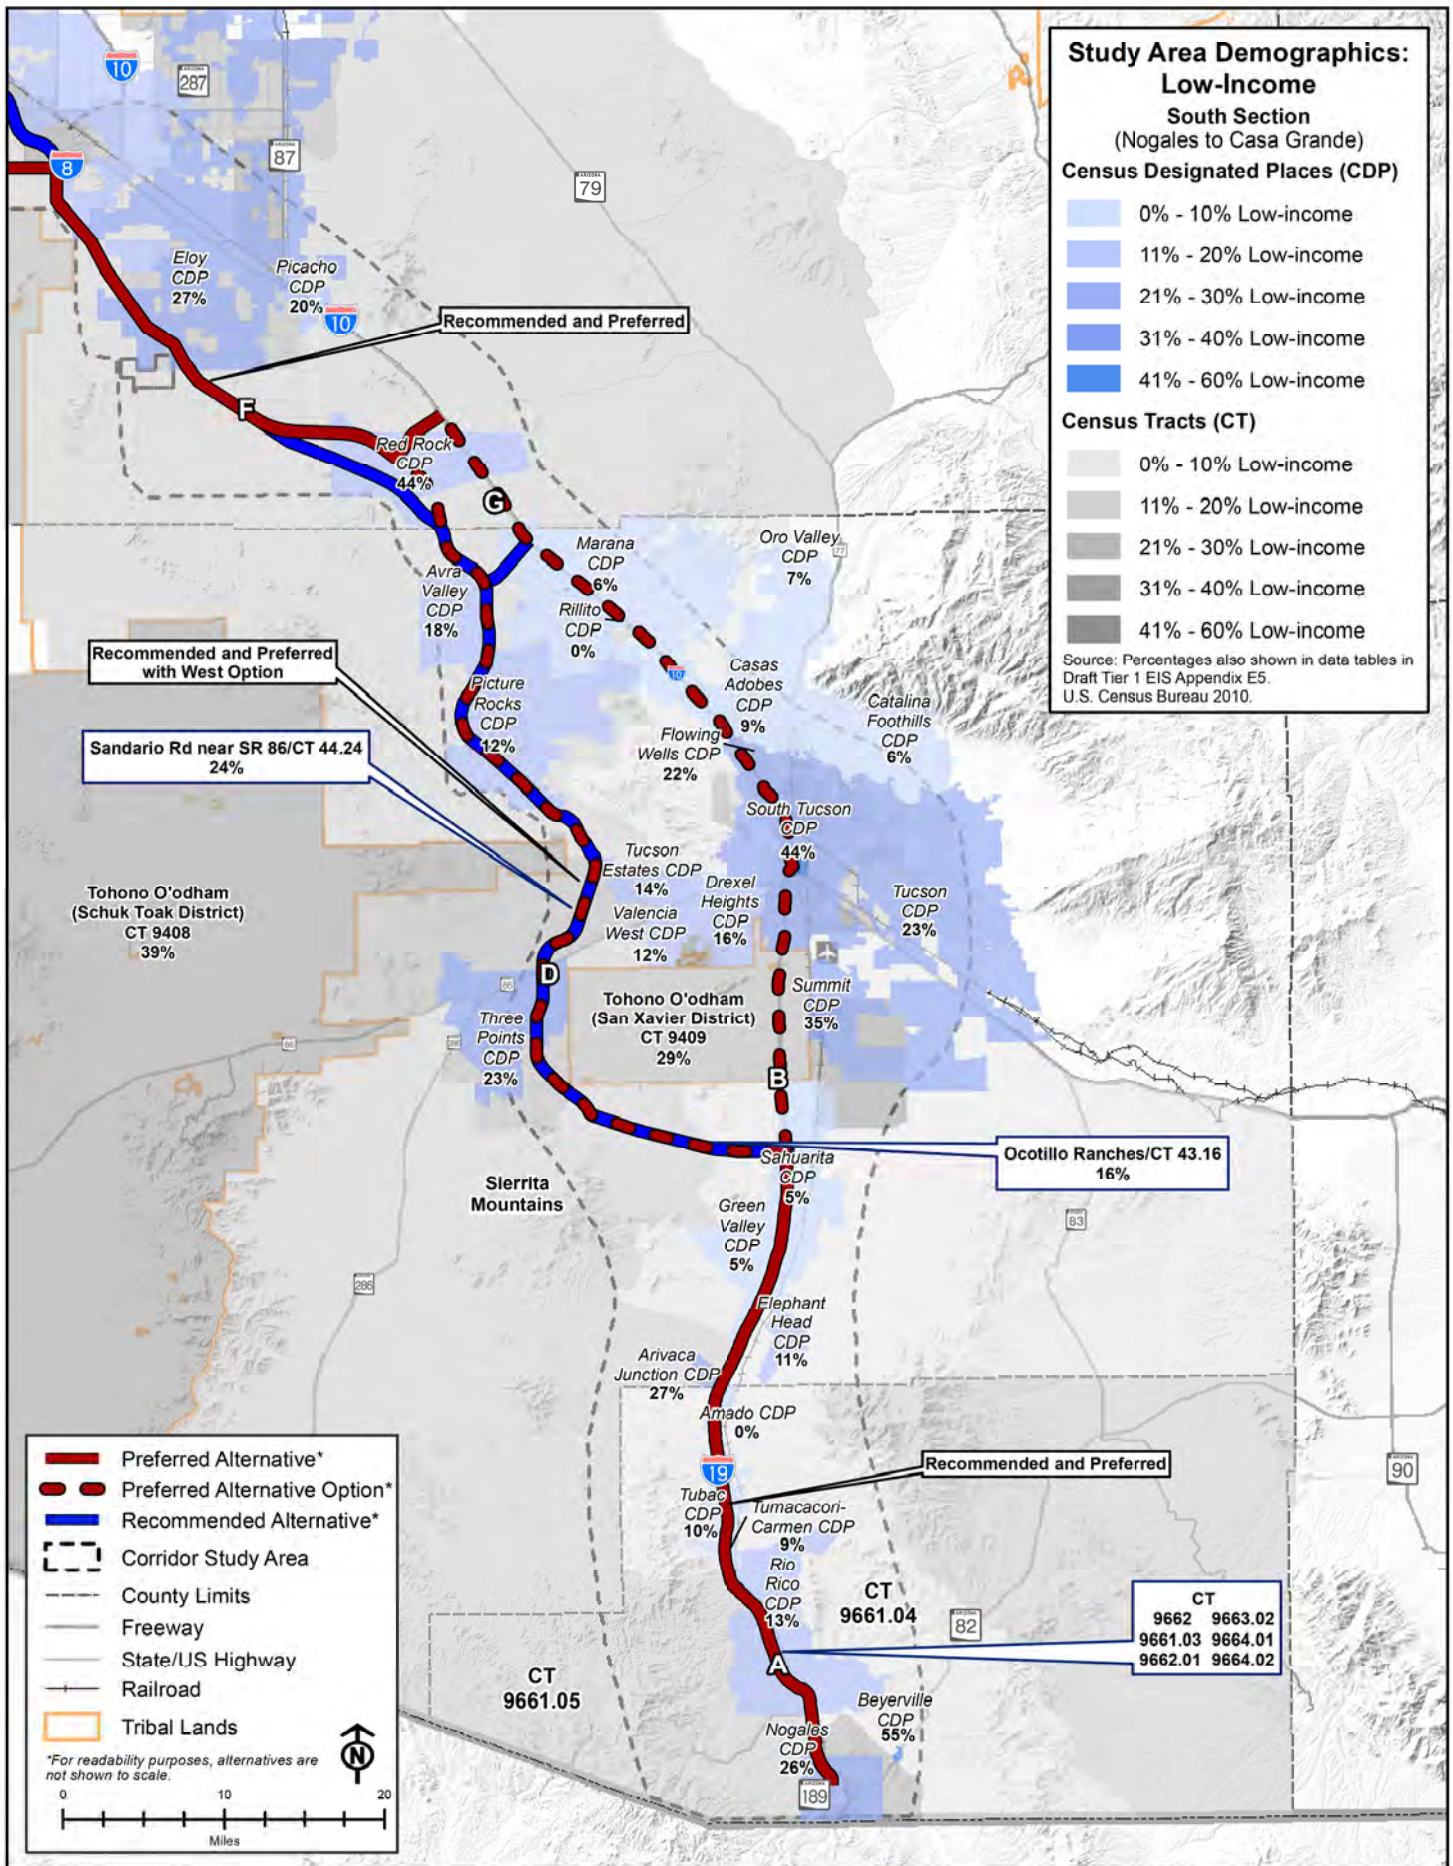 Study Area Demographics:
Low-Income
South Section
(Nogales to Casa Grande)
Census Designated Places (CDP)
0% - 10% Low-income
11% - 20% Low-income
21% - 30% Low-income
31% - 40% Low-income
41% - 60% Low-income
Census Tracts (CT)
0% - 10% Low-income
11% - 20% Low-income
21% - 30% Low-income
31% - 40% Low-income
41% - 60% Low-income
Source: Percentages also shown in data tables in
Draft Tier 1 EIS Appendix E5.
U.S. Census Bureau 2010.
10
ARIZONA
287
ARIZONA
87
8
ARIZONA
79
Eloy
CDP
27%
Picacho
CDP
20%
10
Recommended and Preferred
F
Red Rock
CDP
44%
G
Marana
CDP
6%
Oro Valley
CDP
7%
77
Avra
Valley
CDP
18%
Rillito
CDP
0%
Recommended and Preferred
with West Option
10
Casas
Adobes
CDP
9%
Picture
Rocks
CDP
12%
Catalina
Foothills
CDP
6%
Flowing
Wells CDP
22%
Sandario Rd near SR 86/CT 44.24
24%
South Tucson
CDP
44%
Tucson
Estates CDP
14%
Drexel
Heights
CDP
16%
Tucson
CDP
23%
Tohono O'odham
(Schuk Toak District)
CT 9408
39%
Valencia
West CDP
12%
D
86
Tohono O'odham
(San Xavier District)
CT 9409
29%
Summit
CDP
35%
Three
Points
CDP
23%
86
286
B
Ocotillo Ranches/CT 43.16
16%
Sahuarita
CDP
5%
Sierrita
Mountains
Green
Valley
CDP
5%
83
286
Elephant
Head
CDP
11%
Arivaca
Junction CDP
27%
Amado CDP
0%
19
Recommended and Preferred
ARIZONA
90
Tubac
CDP
10%
Tumacacori-
Carmen CDP
9%
Rio
Rico
CDP
13%
CT
9661.04
ARIZONA
82
CT
9662 9663.02
9661.03 9664.01
9662.01 9664.02
A
CT
9661.05
Beyerville
CDP
55%
Nogales
CDP
26%
ARIZONA
189
Preferred Alternative*
Preferred Alternative Option*
Recommended Alternative*
Corridor Study Area
County Limits
Freeway
State/US Highway
Railroad
Tribal Lands
*For readability purposes, alternatives are
not shown to scale.
N
0 10 20
Miles